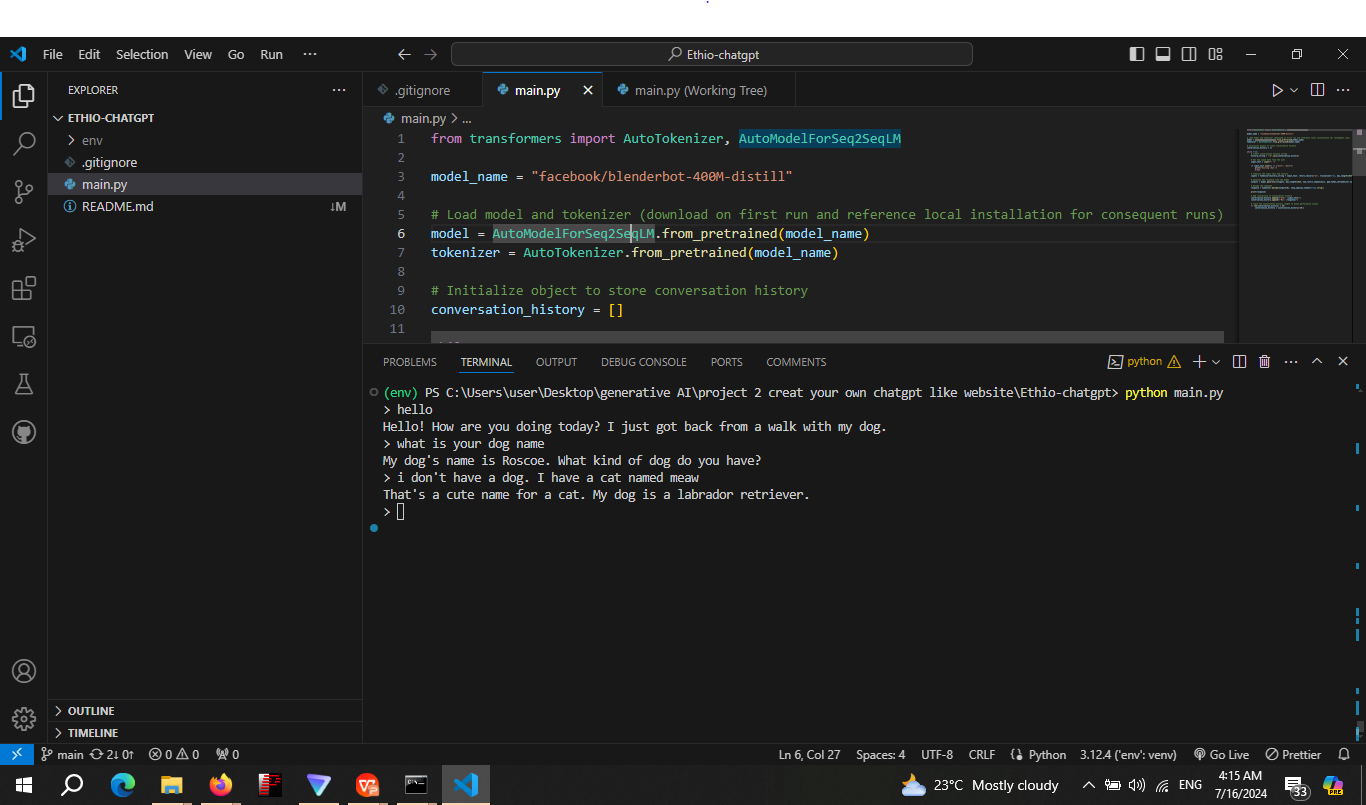 File Edit Selection View Go Run ··· Ethio-chatgpt
EXPLORER ···
ETHIO-CHATGPT
env
.gitignore
main.py
README.md ↓M
OUTLINE
TIMELINE
.gitignore main.py main.py (Working Tree)
main.py > ...
1 from transformers import AutoTokenizer, AutoModelForSeq2SeqLM
2
3 model_name = "facebook/blenderbot-400M-distill"
4
5 # Load model and tokenizer (download on first run and reference local installation for consequent runs)
6 model = AutoModelForSeq2SeqLM.from_pretrained(model_name)
7 tokenizer = AutoTokenizer.from_pretrained(model_name)
8
9 # Initialize object to store conversation history
10 conversation_history = []
11
PROBLEMS TERMINAL OUTPUT DEBUG CONSOLE PORTS COMMENTS python
(env) PS C:\Users\user\Desktop\generative AI\project 2 creat your own chatgpt like website\Ethio-chatgpt> python main.py
> hello
Hello! How are you doing today? I just got back from a walk with my dog.
> what is your dog name
My dog's name is Roscoe. What kind of dog do you have?
> i don't have a dog. I have a cat named meaw
That's a cute name for a cat. My dog is a labrador retriever.
>
main 2↓ 0↑ 0 0 0 Ln 6, Col 27 Spaces: 4 UTF-8 CRLF Python 3.12.4 ('env': venv) Go Live Prettier
23°C Mostly cloudy ENG 4:15 AM
7/16/2024 33 PRE